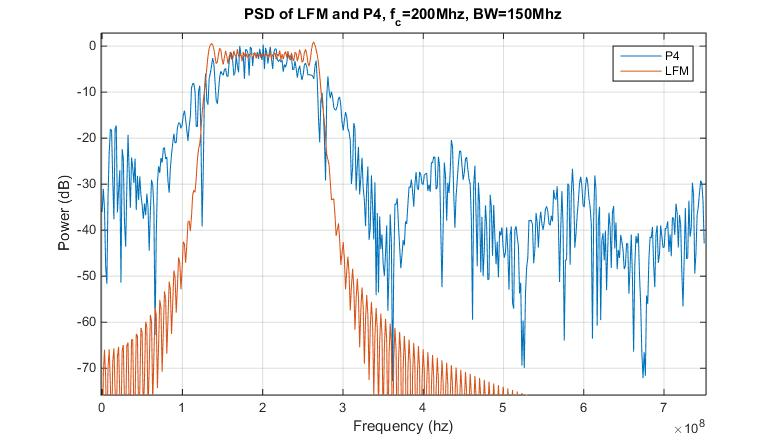 PSD of LFM and P4, f_c=200Mhz, BW=150Mhz
P4
LFM
0
-10
-20
-30
-40
-50
-60
-70
Power (dB)
0 1 2 3 4 5 6 7
×10^8
Frequency (hz)